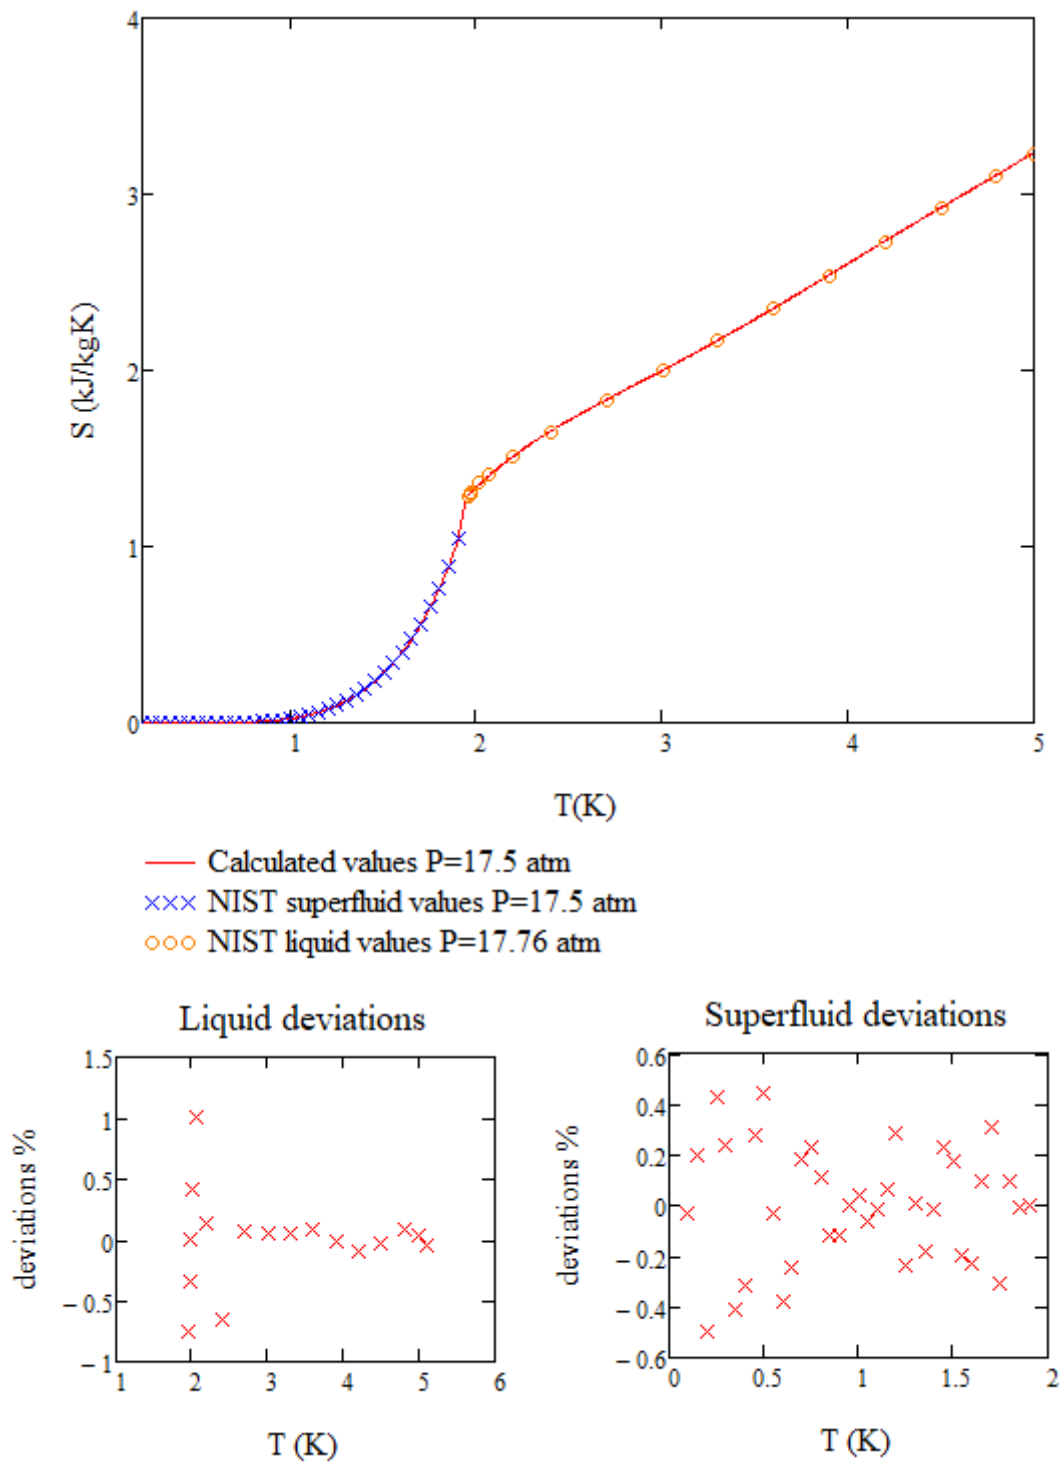 4
3
2
1
0
S (kJ/kgK)
1 2 3 4 5
T(K)
Calculated values P=17.5 atm
NIST superfluid values P=17.5 atm
NIST liquid values P=17.76 atm
Liquid deviations
1.5
1
0.5
0
−0.5
−1
deviations %
1 2 3 4 5 6
T (K)
Superfluid deviations
0.6
0.4
0.2
0
−0.2
−0.4
−0.6
deviations %
0 0.5 1 1.5 2
T (K)